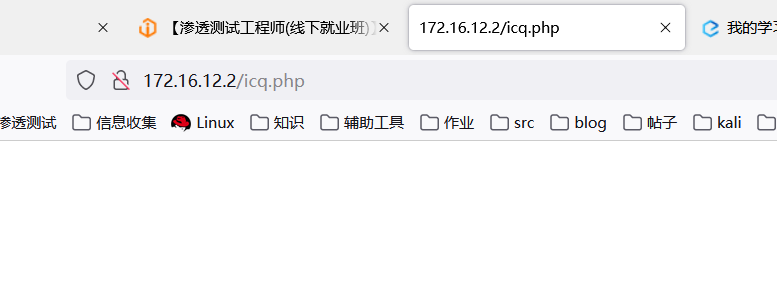 【渗透测试工程师(线下就业班)】 172.16.12.2/icq.php 我的学习
172.16.12.2/icq.php
渗透测试 信息收集 Linux 知识 辅助工具 作业 src blog 帖子 kali